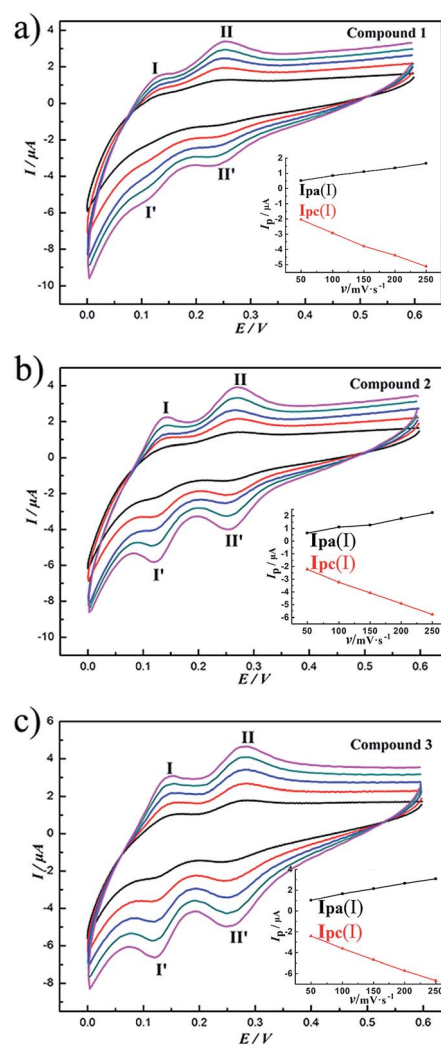 a)
Compound 1
4
2
0
-2
-4
-6
-8
-10
I / μA
I
II
I'
II'
0.0 0.1 0.2 0.3 0.4 0.5 0.6
E / V
2
1
0
-1
-2
-3
-4
-5
Ip / μA
Ipa(I)
Ipc(I)
50 100 150 200 250
ν/mV·s⁻¹
b)
Compound 2
4
2
0
-2
-4
-6
-8
-10
I / μA
I
II
I'
II'
0.0 0.1 0.2 0.3 0.4 0.5 0.6
E / V
2
1
0
-1
-2
-3
-4
-5
-6
Ip / μA
Ipa(I)
Ipc(I)
50 100 150 200 250
ν/mV·s⁻¹
c)
Compound 3
6
4
2
0
-2
-4
-6
-8
I / μA
I
II
I'
II'
0.0 0.1 0.2 0.3 0.4 0.5 0.6
E / V
4
2
0
-2
-4
-6
Ip / μA
Ipa(I)
Ipc(I)
50 100 150 200 250
ν/mV·s⁻¹